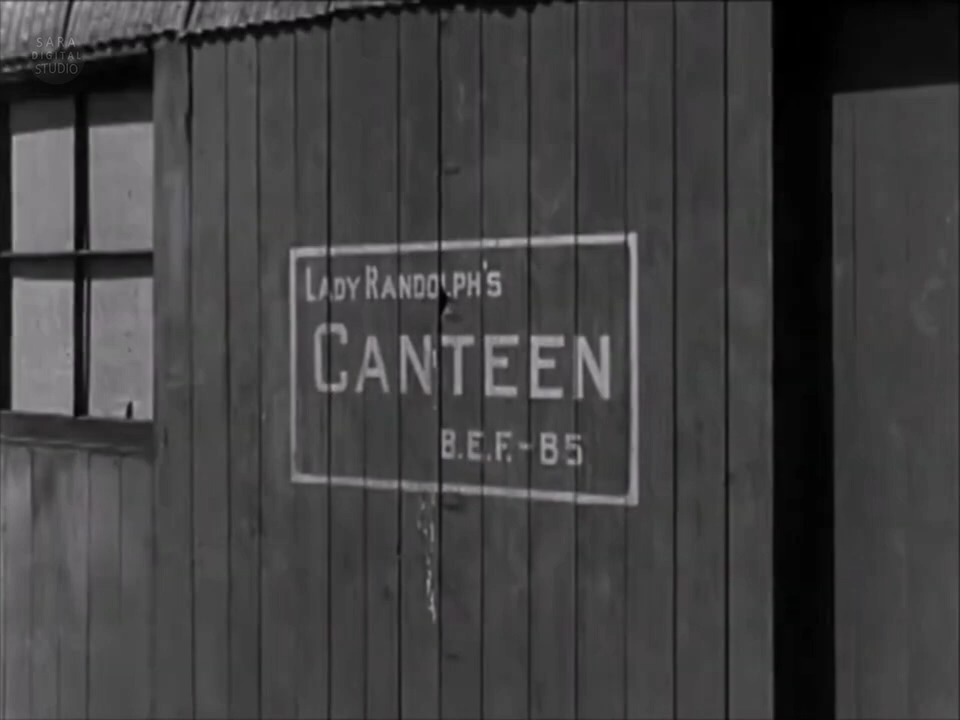 SARA
DIGITAL
STUDIO
LADY RANDOLPH'S
CANTEEN
B.E.F.-B5